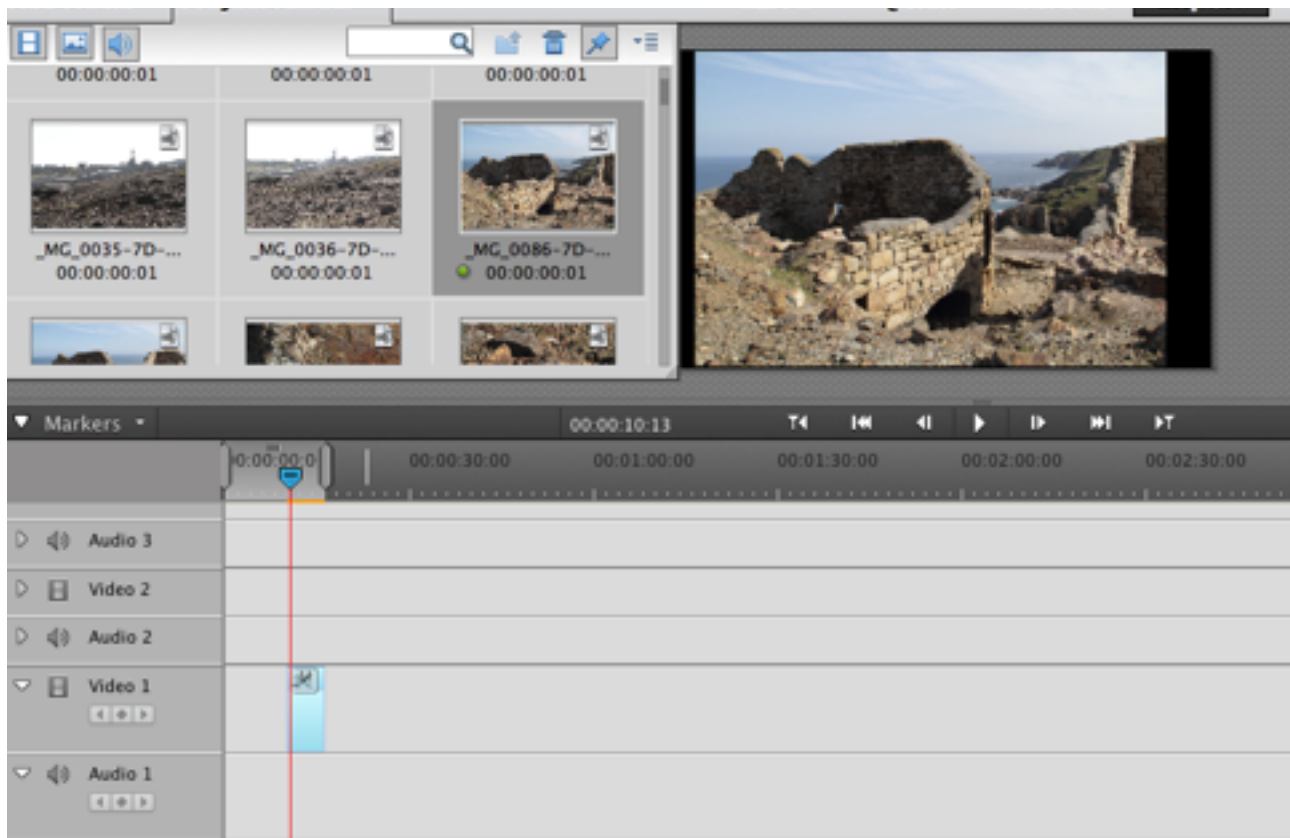 00:00:00:01 00:00:00:01 00:00:00:01
_MG_0035-7D-... _MG_0036-7D-... _MG_0086-7D-...
00:00:00:01 00:00:00:01 00:00:00:01
Markers 00:00:10:13
00:00:30:00 00:01:00:00 00:01:30:00 00:02:00:00 00:02:30:00
Audio 3
Video 2
Audio 2
Video 1
Audio 1